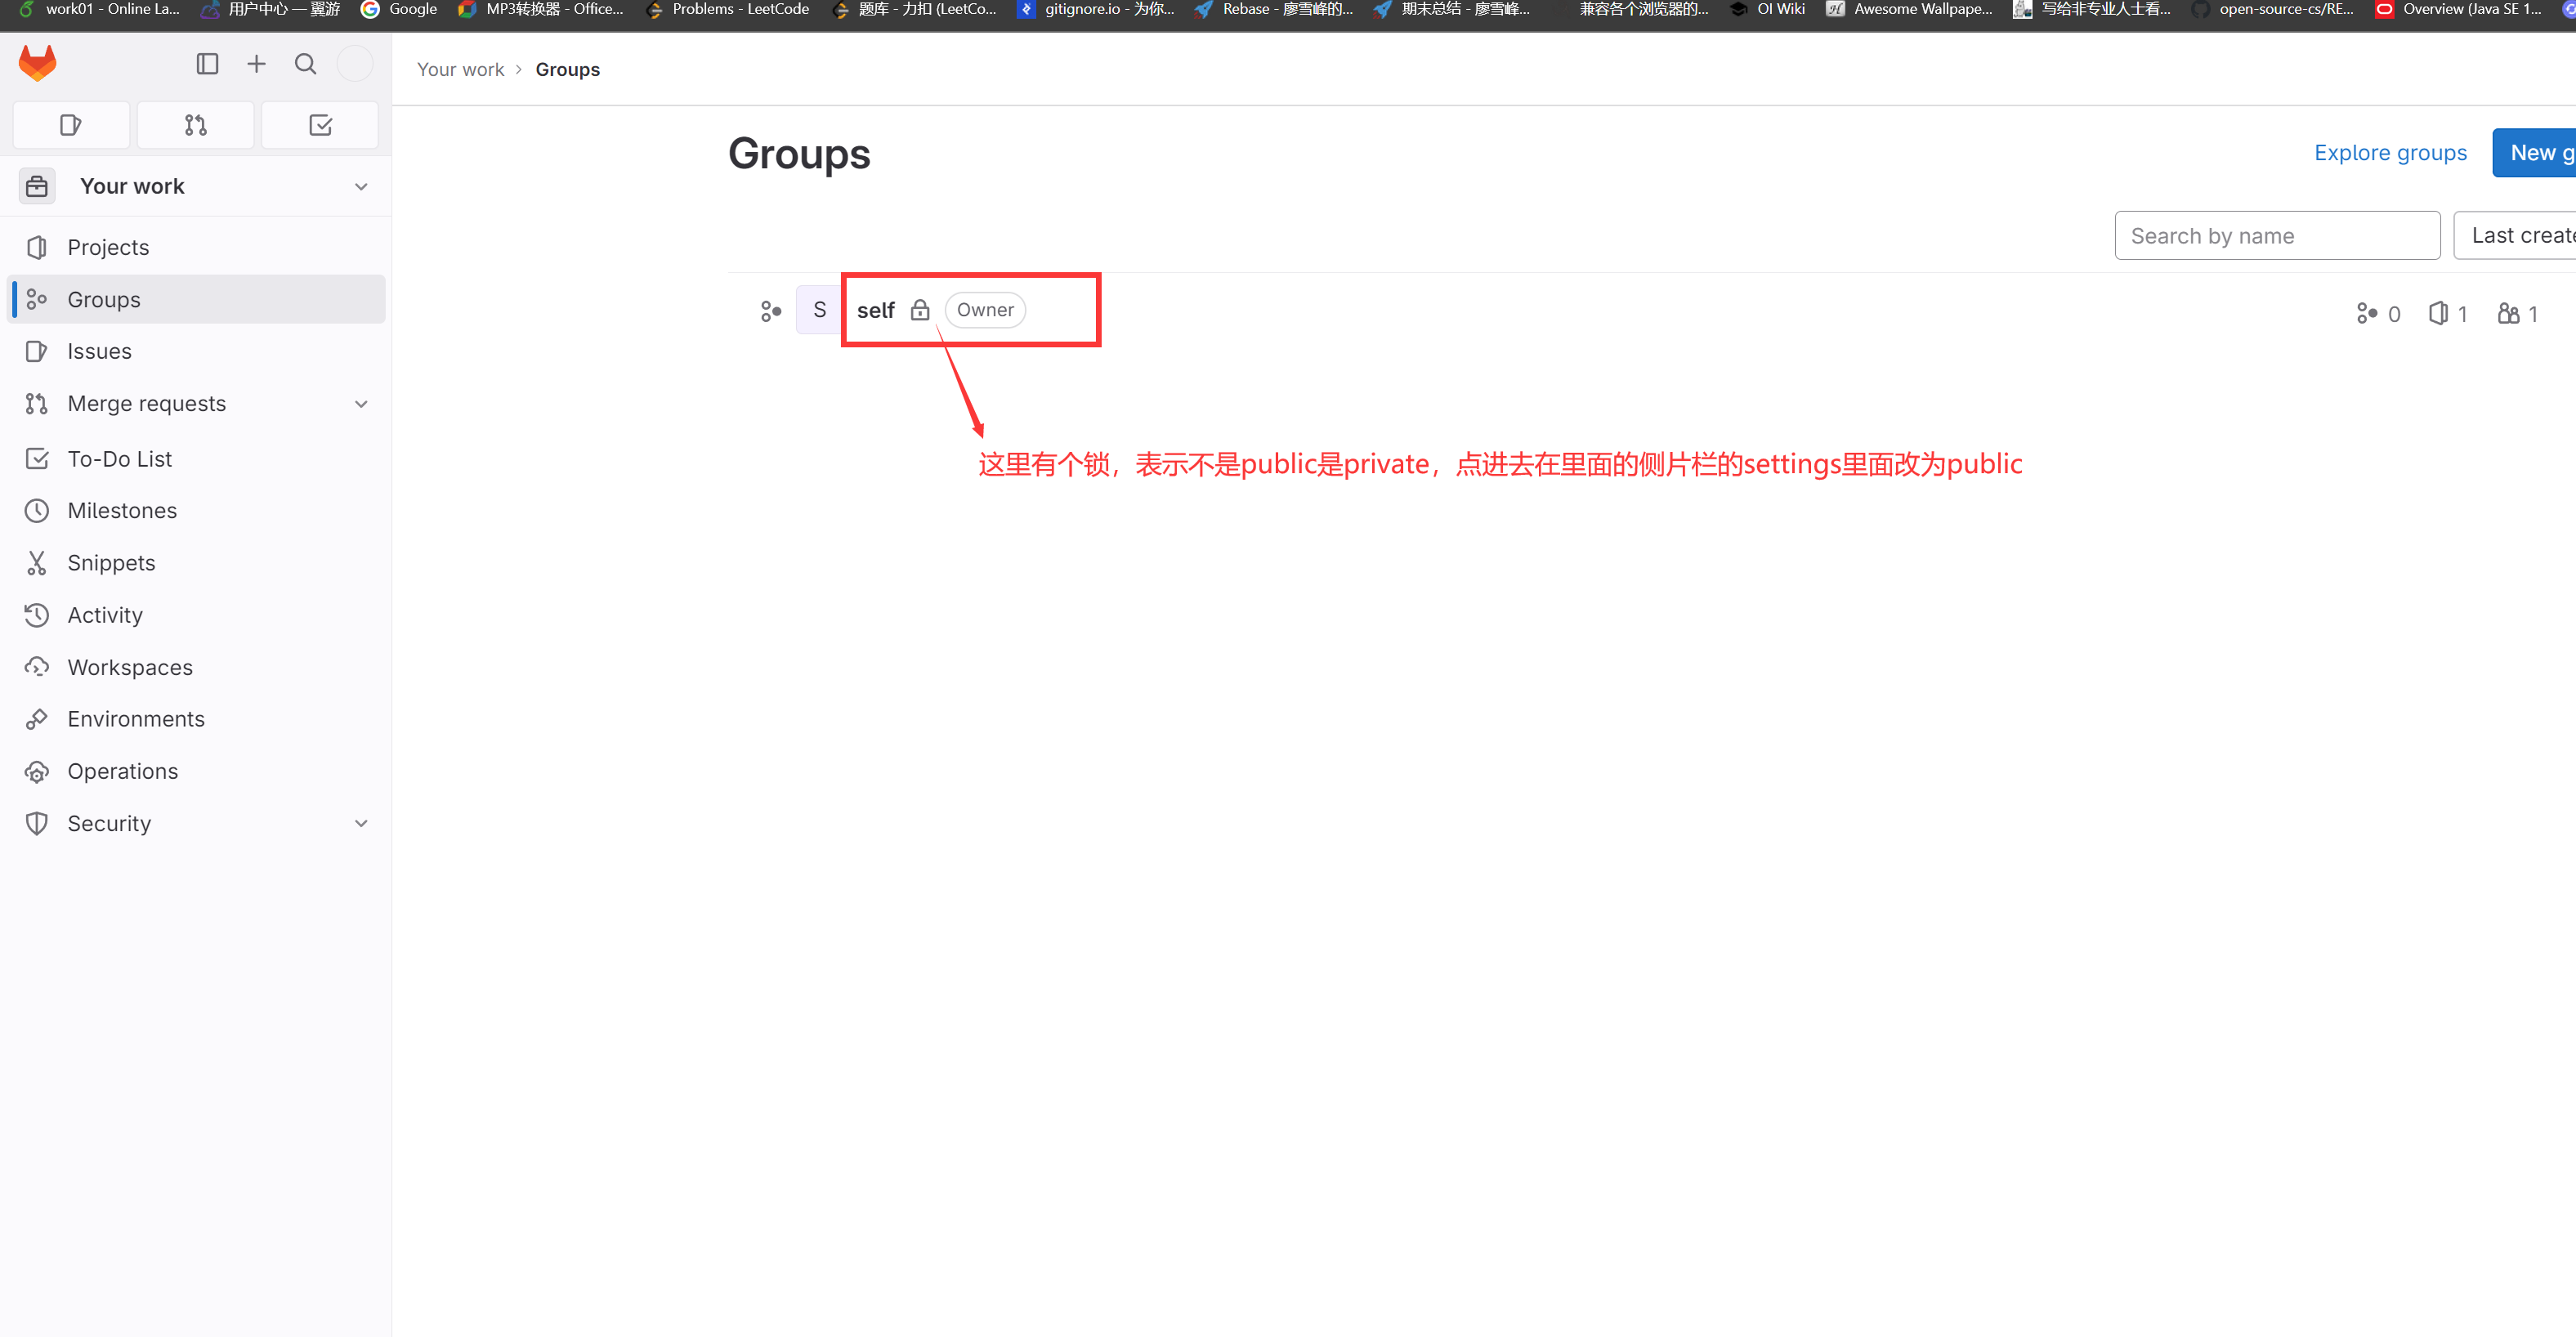 work01 - Online La...
用户中心 — 翼游
Google
MP3转换器 - Office...
Problems - LeetCode
题库 - 力扣 (LeetCo...
gitignore.io - 为你...
Rebase - 廖雪峰的...
期末总结 - 廖雪峰...
兼容各个浏览器的...
OI Wiki
Awesome Wallpape...
写给非专业人士看...
open-source-cs/RE...
Overview (Java SE 1...
Your work
Projects
Groups
Issues
Merge requests
To-Do List
Milestones
Snippets
Activity
Workspaces
Environments
Operations
Security
Your work > Groups
Groups
Explore groups
New g
Search by name
Last create
S self Owner
0 1 1
这里有个锁，表示不是public是private，点进去在里面的侧片栏的settings里面改为public